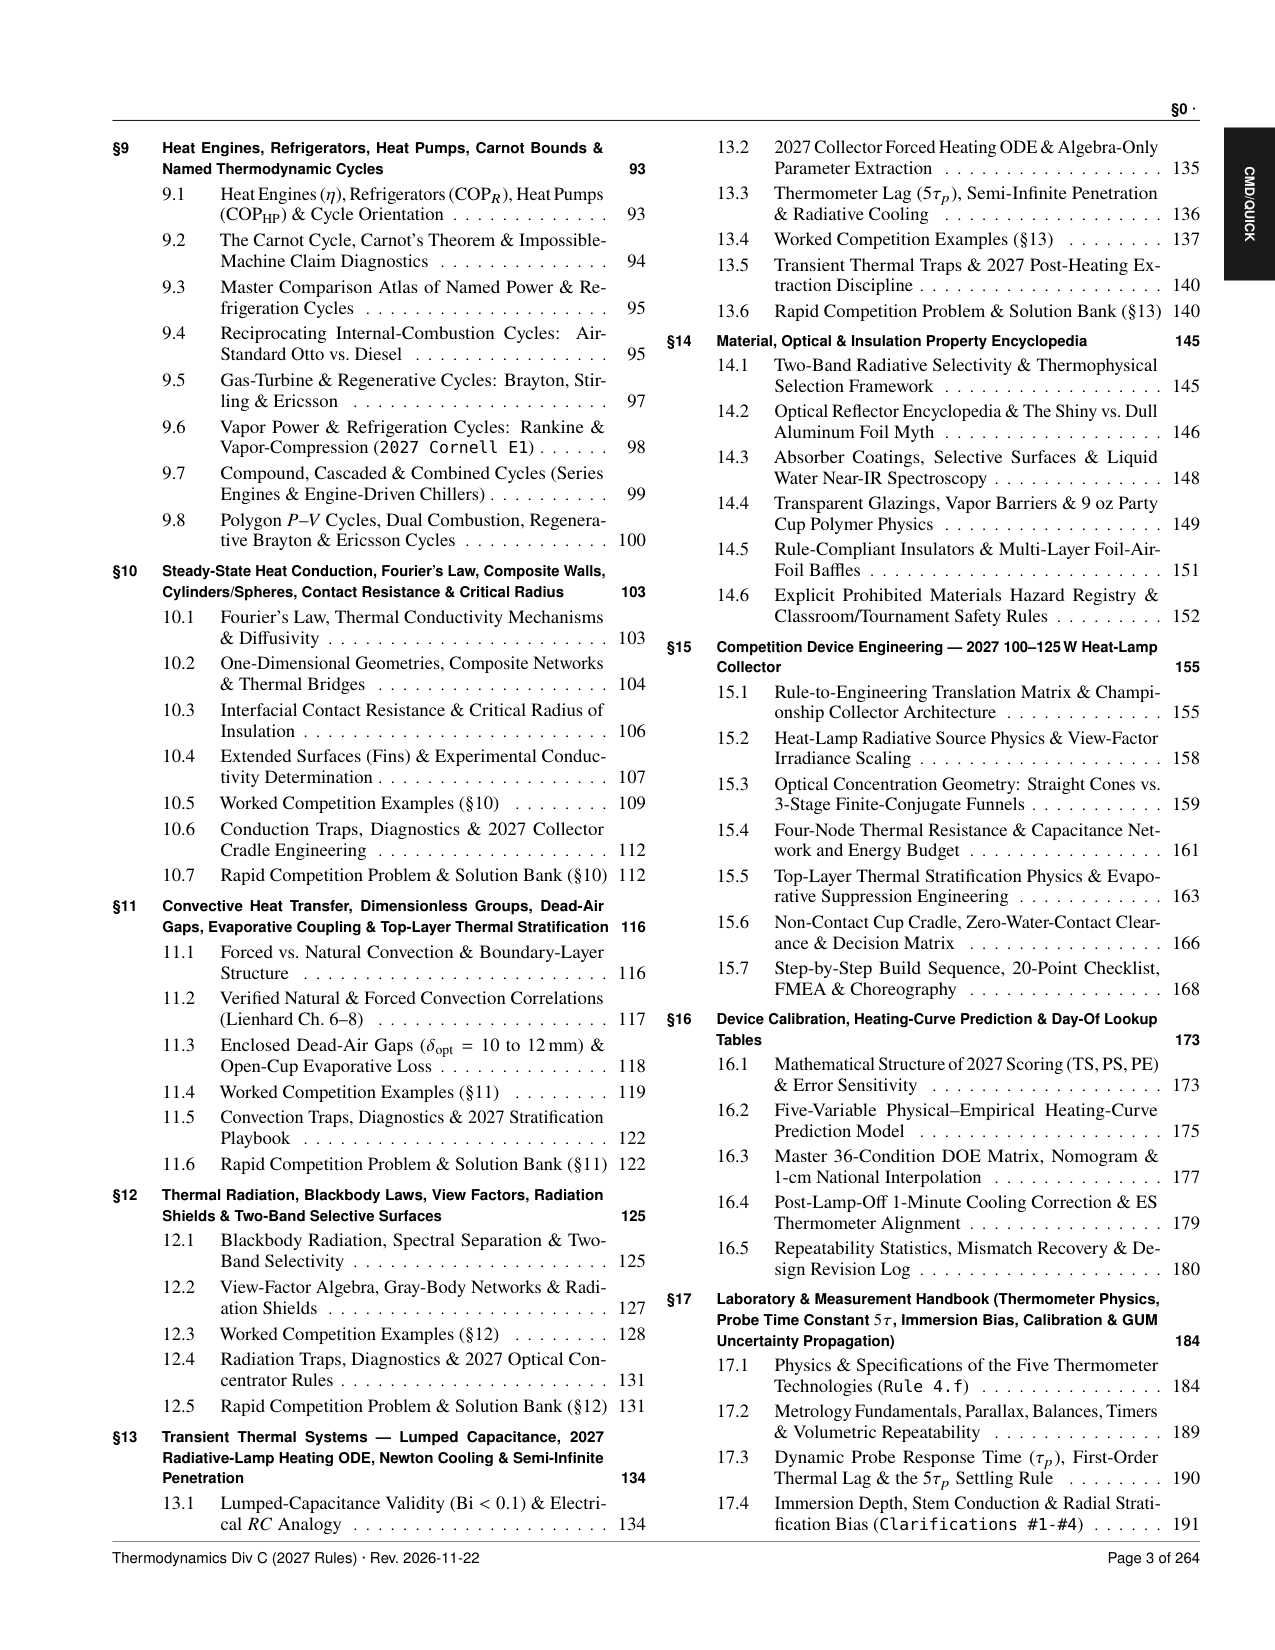 §0 ·
CMD/QUICK
§9 Heat Engines, Refrigerators, Heat Pumps, Carnot Bounds &
Named Thermodynamic Cycles 93
9.1 Heat Engines (η), Refrigerators (COP_R), Heat Pumps
(COP_HP) & Cycle Orientation . . . . . . . . . . . . . 93
9.2 The Carnot Cycle, Carnot's Theorem & Impossible-
Machine Claim Diagnostics . . . . . . . . . . . . . . 94
9.3 Master Comparison Atlas of Named Power & Re-
frigeration Cycles . . . . . . . . . . . . . . . . . . . . 95
9.4 Reciprocating Internal-Combustion Cycles: Air-
Standard Otto vs. Diesel . . . . . . . . . . . . . . . . 95
9.5 Gas-Turbine & Regenerative Cycles: Brayton, Stir-
ling & Ericsson . . . . . . . . . . . . . . . . . . . . . 97
9.6 Vapor Power & Refrigeration Cycles: Rankine &
Vapor-Compression (2027 Cornell E1) . . . . . . 98
9.7 Compound, Cascaded & Combined Cycles (Series
Engines & Engine-Driven Chillers) . . . . . . . . . . 99
9.8 Polygon P–V Cycles, Dual Combustion, Regenera-
tive Brayton & Ericsson Cycles . . . . . . . . . . . . 100
§10 Steady-State Heat Conduction, Fourier's Law, Composite Walls,
Cylinders/Spheres, Contact Resistance & Critical Radius 103
10.1 Fourier's Law, Thermal Conductivity Mechanisms
& Diffusivity . . . . . . . . . . . . . . . . . . . . . . . 103
10.2 One-Dimensional Geometries, Composite Networks
& Thermal Bridges . . . . . . . . . . . . . . . . . . . 104
10.3 Interfacial Contact Resistance & Critical Radius of
Insulation . . . . . . . . . . . . . . . . . . . . . . . . . 106
10.4 Extended Surfaces (Fins) & Experimental Conduc-
tivity Determination . . . . . . . . . . . . . . . . . . . 107
10.5 Worked Competition Examples (§10) . . . . . . . . 109
10.6 Conduction Traps, Diagnostics & 2027 Collector
Cradle Engineering . . . . . . . . . . . . . . . . . . . 112
10.7 Rapid Competition Problem & Solution Bank (§10) 112
§11 Convective Heat Transfer, Dimensionless Groups, Dead-Air
Gaps, Evaporative Coupling & Top-Layer Thermal Stratification 116
11.1 Forced vs. Natural Convection & Boundary-Layer
Structure . . . . . . . . . . . . . . . . . . . . . . . . . 116
11.2 Verified Natural & Forced Convection Correlations
(Lienhard Ch. 6–8) . . . . . . . . . . . . . . . . . . . 117
11.3 Enclosed Dead-Air Gaps (δ_opt = 10 to 12 mm) &
Open-Cup Evaporative Loss . . . . . . . . . . . . . . 118
11.4 Worked Competition Examples (§11) . . . . . . . . 119
11.5 Convection Traps, Diagnostics & 2027 Stratification
Playbook . . . . . . . . . . . . . . . . . . . . . . . . . 122
11.6 Rapid Competition Problem & Solution Bank (§11) 122
§12 Thermal Radiation, Blackbody Laws, View Factors, Radiation
Shields & Two-Band Selective Surfaces 125
12.1 Blackbody Radiation, Spectral Separation & Two-
Band Selectivity . . . . . . . . . . . . . . . . . . . . . 125
12.2 View-Factor Algebra, Gray-Body Networks & Radi-
ation Shields . . . . . . . . . . . . . . . . . . . . . . . 127
12.3 Worked Competition Examples (§12) . . . . . . . . 128
12.4 Radiation Traps, Diagnostics & 2027 Optical Con-
centrator Rules . . . . . . . . . . . . . . . . . . . . . . 131
12.5 Rapid Competition Problem & Solution Bank (§12) 131
§13 Transient Thermal Systems — Lumped Capacitance, 2027
Radiative-Lamp Heating ODE, Newton Cooling & Semi-Infinite
Penetration 134
13.1 Lumped-Capacitance Validity (Bi < 0.1) & Electri-
cal RC Analogy . . . . . . . . . . . . . . . . . . . . . 134
13.2 2027 Collector Forced Heating ODE & Algebra-Only
Parameter Extraction . . . . . . . . . . . . . . . . . . 135
13.3 Thermometer Lag (5τ_p), Semi-Infinite Penetration
& Radiative Cooling . . . . . . . . . . . . . . . . . . 136
13.4 Worked Competition Examples (§13) . . . . . . . . 137
13.5 Transient Thermal Traps & 2027 Post-Heating Ex-
traction Discipline . . . . . . . . . . . . . . . . . . . . 140
13.6 Rapid Competition Problem & Solution Bank (§13) 140
§14 Material, Optical & Insulation Property Encyclopedia 145
14.1 Two-Band Radiative Selectivity & Thermophysical
Selection Framework . . . . . . . . . . . . . . . . . . 145
14.2 Optical Reflector Encyclopedia & The Shiny vs. Dull
Aluminum Foil Myth . . . . . . . . . . . . . . . . . . 146
14.3 Absorber Coatings, Selective Surfaces & Liquid
Water Near-IR Spectroscopy . . . . . . . . . . . . . . 148
14.4 Transparent Glazings, Vapor Barriers & 9 oz Party
Cup Polymer Physics . . . . . . . . . . . . . . . . . . 149
14.5 Rule-Compliant Insulators & Multi-Layer Foil-Air-
Foil Baffles . . . . . . . . . . . . . . . . . . . . . . . . 151
14.6 Explicit Prohibited Materials Hazard Registry &
Classroom/Tournament Safety Rules . . . . . . . . . 152
§15 Competition Device Engineering — 2027 100–125 W Heat-Lamp
Collector 155
15.1 Rule-to-Engineering Translation Matrix & Champi-
onship Collector Architecture . . . . . . . . . . . . . 155
15.2 Heat-Lamp Radiative Source Physics & View-Factor
Irradiance Scaling . . . . . . . . . . . . . . . . . . . . 158
15.3 Optical Concentration Geometry: Straight Cones vs.
3-Stage Finite-Conjugate Funnels . . . . . . . . . . . 159
15.4 Four-Node Thermal Resistance & Capacitance Net-
work and Energy Budget . . . . . . . . . . . . . . . . 161
15.5 Top-Layer Thermal Stratification Physics & Evapo-
rative Suppression Engineering . . . . . . . . . . . . 163
15.6 Non-Contact Cup Cradle, Zero-Water-Contact Clear-
ance & Decision Matrix . . . . . . . . . . . . . . . . 166
15.7 Step-by-Step Build Sequence, 20-Point Checklist,
FMEA & Choreography . . . . . . . . . . . . . . . . 168
§16 Device Calibration, Heating-Curve Prediction & Day-Of Lookup
Tables 173
16.1 Mathematical Structure of 2027 Scoring (TS, PS, PE)
& Error Sensitivity . . . . . . . . . . . . . . . . . . . 173
16.2 Five-Variable Physical–Empirical Heating-Curve
Prediction Model . . . . . . . . . . . . . . . . . . . . 175
16.3 Master 36-Condition DOE Matrix, Nomogram &
1-cm National Interpolation . . . . . . . . . . . . . . 177
16.4 Post-Lamp-Off 1-Minute Cooling Correction & ES
Thermometer Alignment . . . . . . . . . . . . . . . . 179
16.5 Repeatability Statistics, Mismatch Recovery & De-
sign Revision Log . . . . . . . . . . . . . . . . . . . . 180
§17 Laboratory & Measurement Handbook (Thermometer Physics,
Probe Time Constant 5τ, Immersion Bias, Calibration & GUM
Uncertainty Propagation) 184
17.1 Physics & Specifications of the Five Thermometer
Technologies (Rule 4.f) . . . . . . . . . . . . . . . 184
17.2 Metrology Fundamentals, Parallax, Balances, Timers
& Volumetric Repeatability . . . . . . . . . . . . . . 189
17.3 Dynamic Probe Response Time (τ_p), First-Order
Thermal Lag & the 5τ_p Settling Rule . . . . . . . . 190
17.4 Immersion Depth, Stem Conduction & Radial Strati-
fication Bias (Clarifications #1-#4) . . . . . . 191
Thermodynamics Div C (2027 Rules) · Rev. 2026-11-22
Page 3 of 264